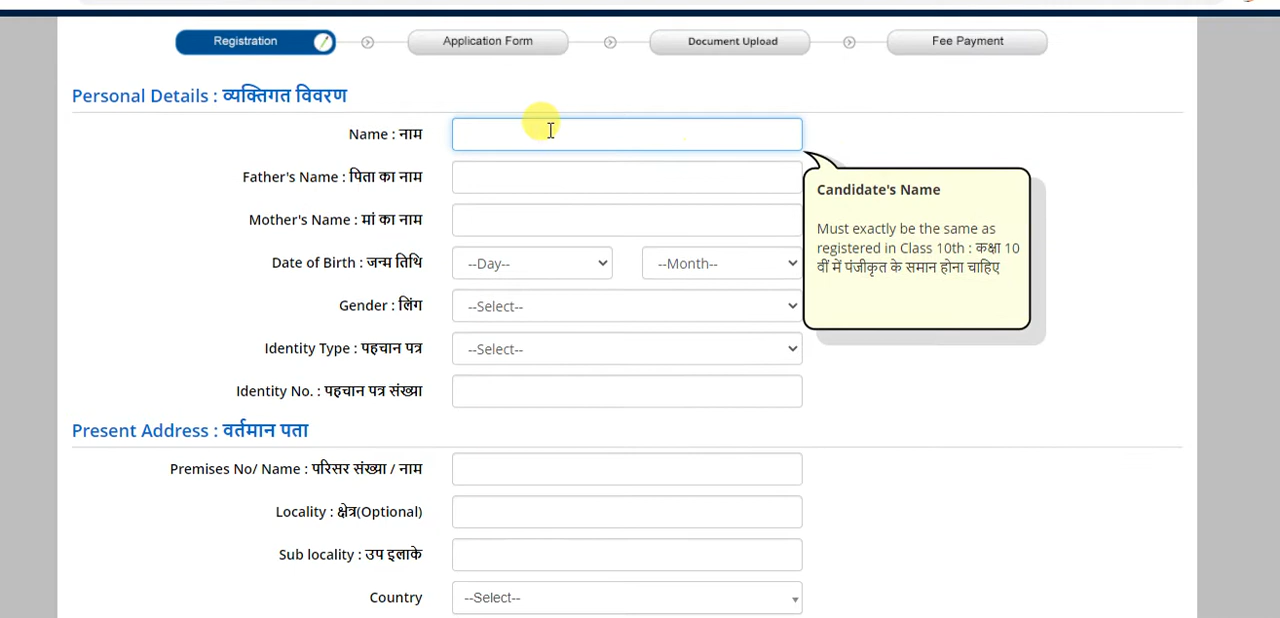 Registration
Application Form
Document Upload
Fee Payment
Personal Details : व्यक्तिगत विवरण
Name : नाम
Father's Name : पिता का नाम
Mother's Name : मां का नाम
Date of Birth : जन्म तिथि
--Day--
--Month--
Gender : लिंग
--Select--
Identity Type : पहचान पत्र
--Select--
Identity No. : पहचान पत्र संख्या
Candidate's Name
Must exactly be the same as
registered in Class 10th : कक्षा 10
वीं में पंजीकृत के समान होना चाहिए
Present Address : वर्तमान पता
Premises No/ Name : परिसर संख्या / नाम
Locality : क्षेत्र(Optional)
Sub locality : उप इलाके
Country
--Select--